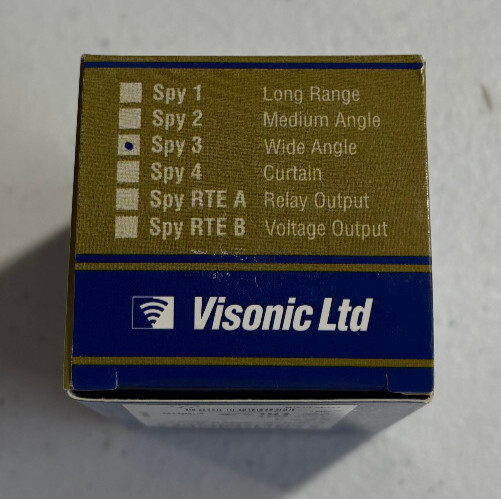 Spy 1 Long Range
Spy 2 Medium Angle
Spy 3 Wide Angle
Spy 4 Curtain
Spy RTE A Relay Output
Spy RTE B Voltage Output
Visonic Ltd